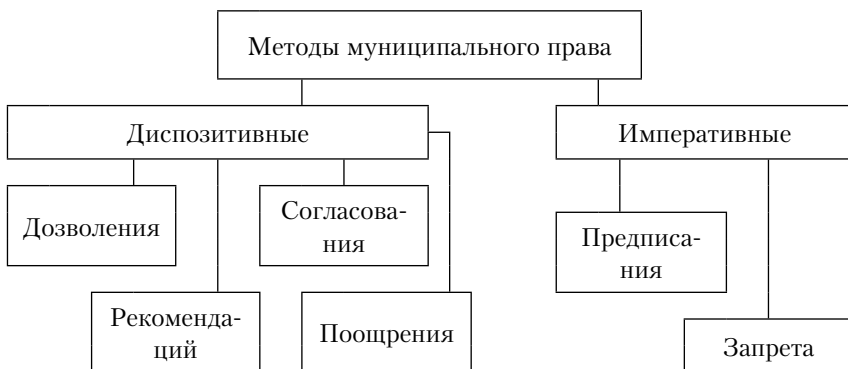 Методы муниципального права
Диспозитивные
Императивные
Дозволения
Согласова-
ния
Предписа-
ния
Рекоменда-
ций
Поощрения
Запрета